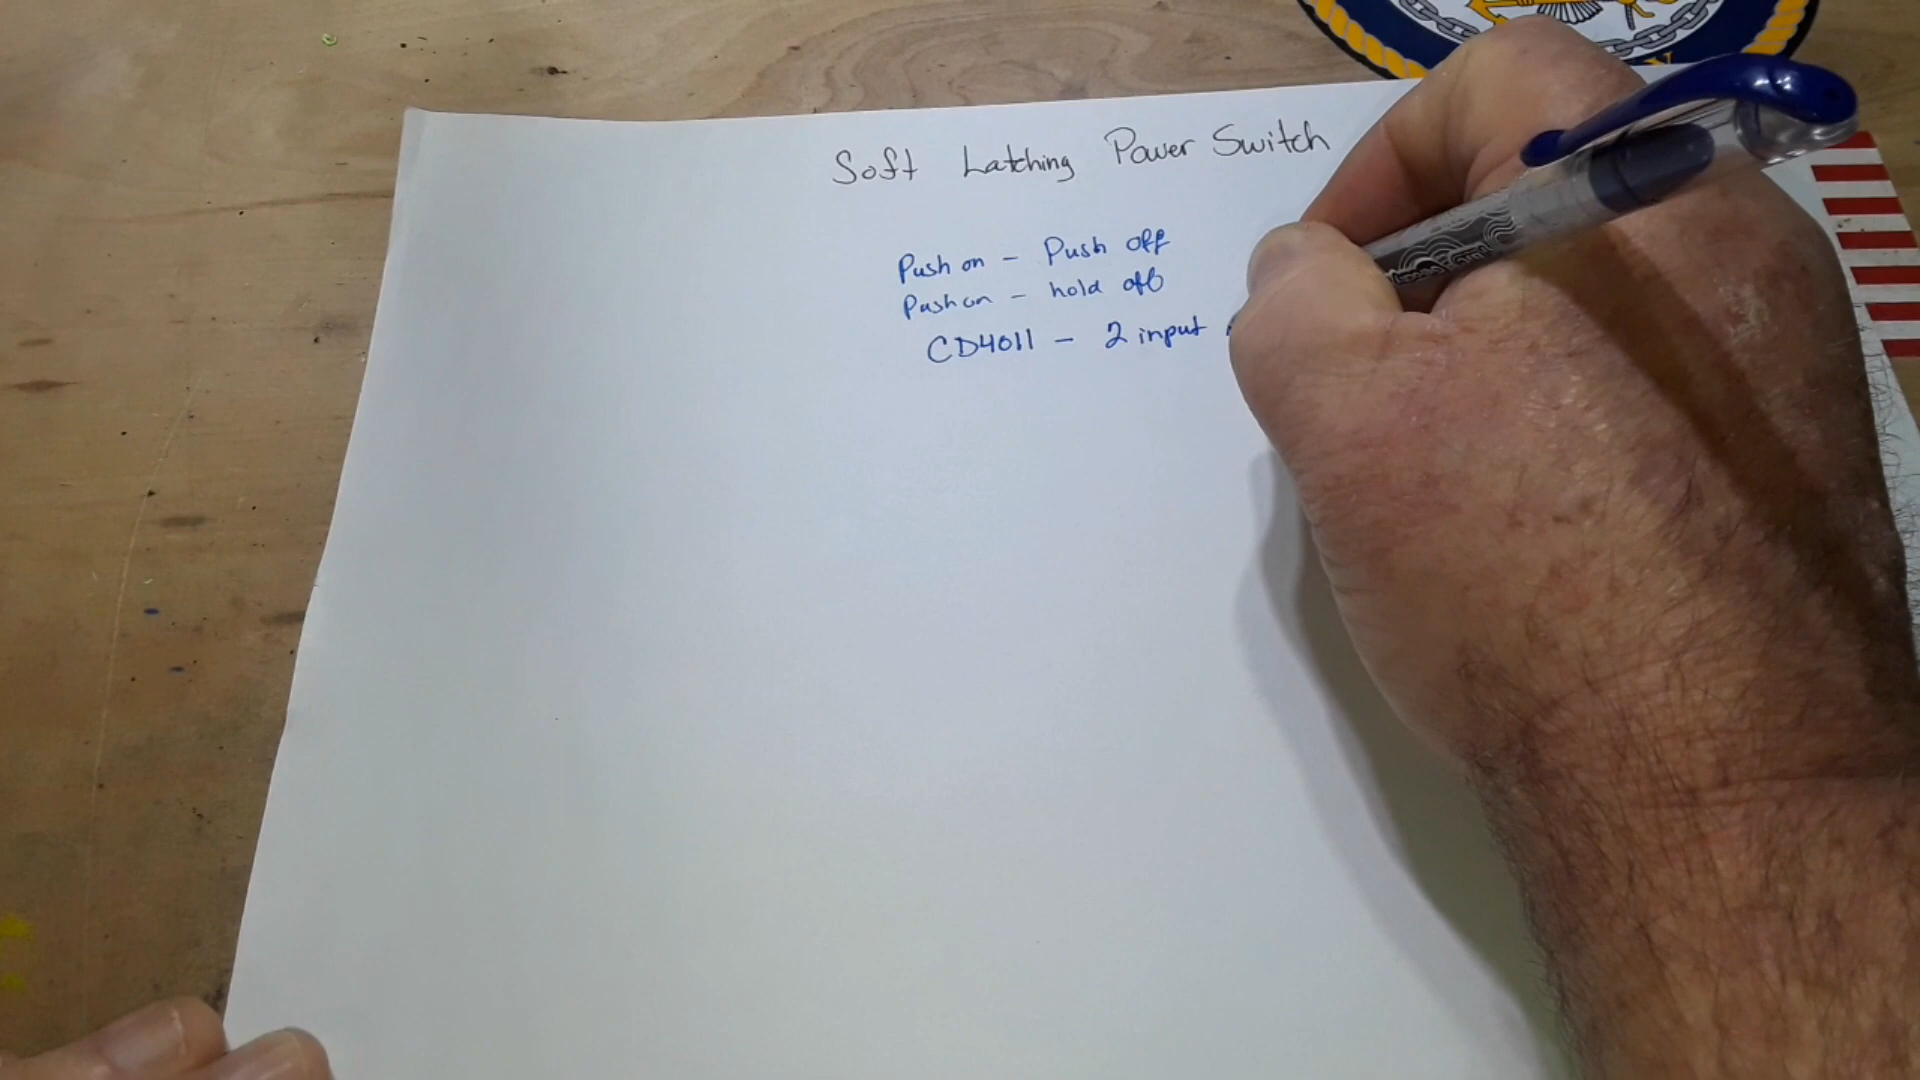 Soft Latching Power Switch
Push on - Push off
Push on - hold off
CD4011 - 2 input